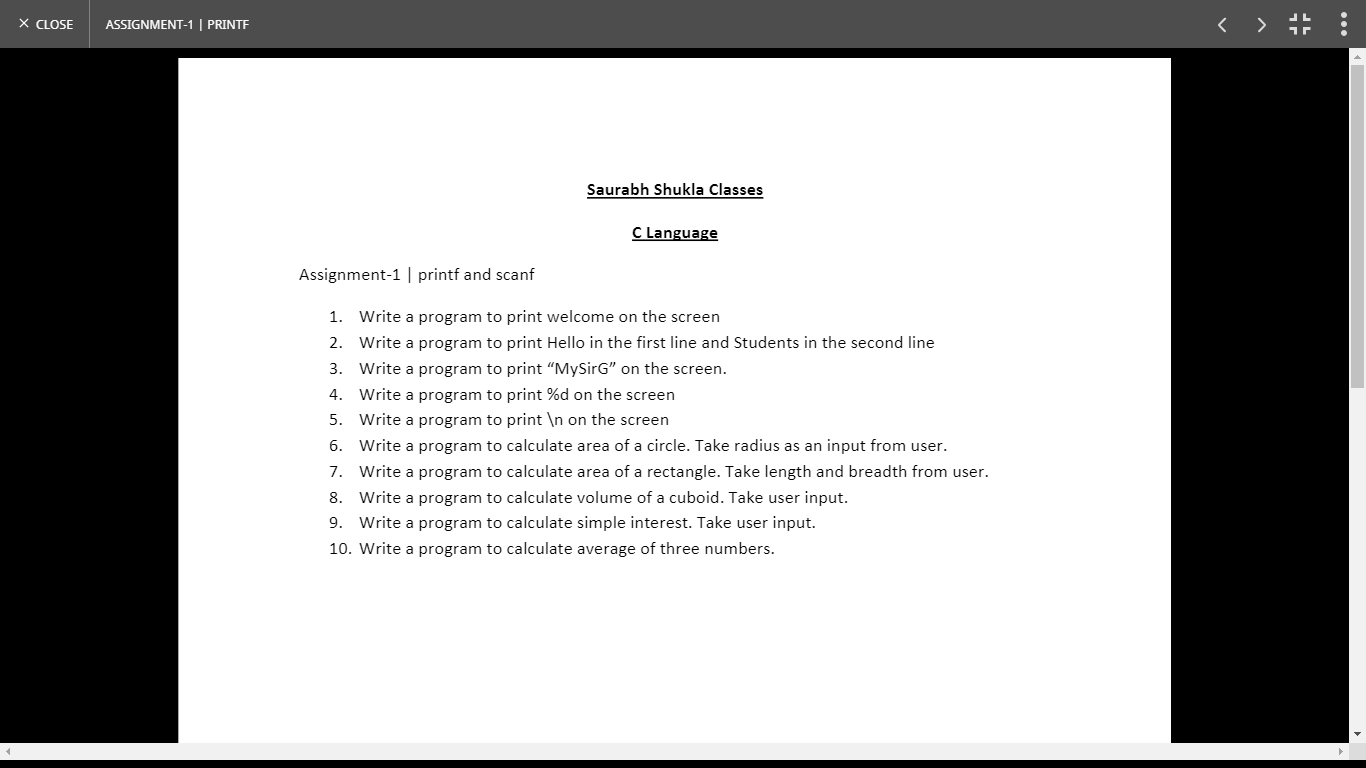 CLOSE
ASSIGNMENT-1 | PRINTF
Saurabh Shukla Classes
C Language
Assignment-1 | printf and scanf
1. Write a program to print welcome on the screen
2. Write a program to print Hello in the first line and Students in the second line
3. Write a program to print “MySirG” on the screen.
4. Write a program to print %d on the screen
5. Write a program to print \n on the screen
6. Write a program to calculate area of a circle. Take radius as an input from user.
7. Write a program to calculate area of a rectangle. Take length and breadth from user.
8. Write a program to calculate volume of a cuboid. Take user input.
9. Write a program to calculate simple interest. Take user input.
10. Write a program to calculate average of three numbers.